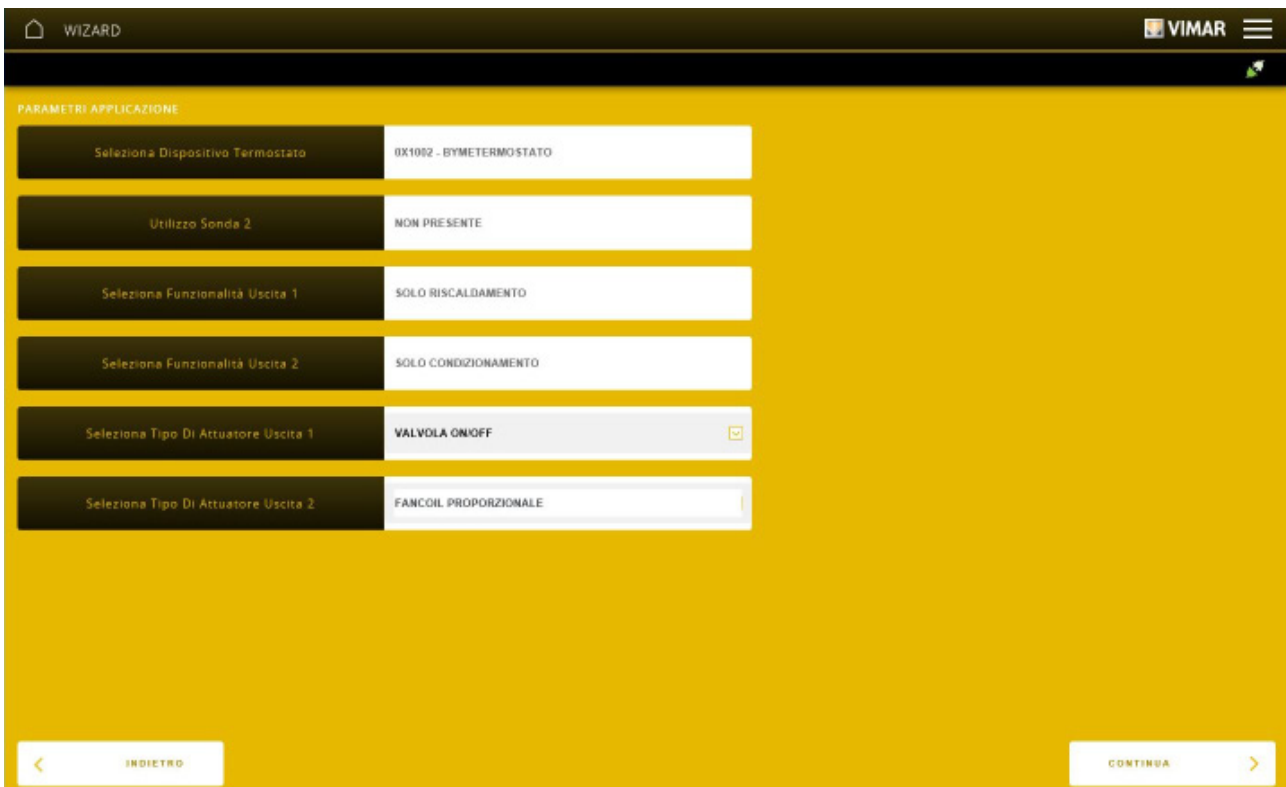 WIZARD
VIMAR
PARAMETRI APPLICAZIONE
Seleziona Dispositivo Termostato
0X1002 - BYMETERMOSTATO
Utilizzo Sonda 2
NON PRESENTE
Seleziona Funzionalità Uscita 1
SOLO RISCALDAMENTO
Seleziona Funzionalità Uscita 2
SOLO CONDIZIONAMENTO
Seleziona Tipo Di Attuatore Uscita 1
VALVOLA ON/OFF
Seleziona Tipo Di Attuatore Uscita 2
FANCOIL PROPORZIONALE
INDIETRO
CONTINUA